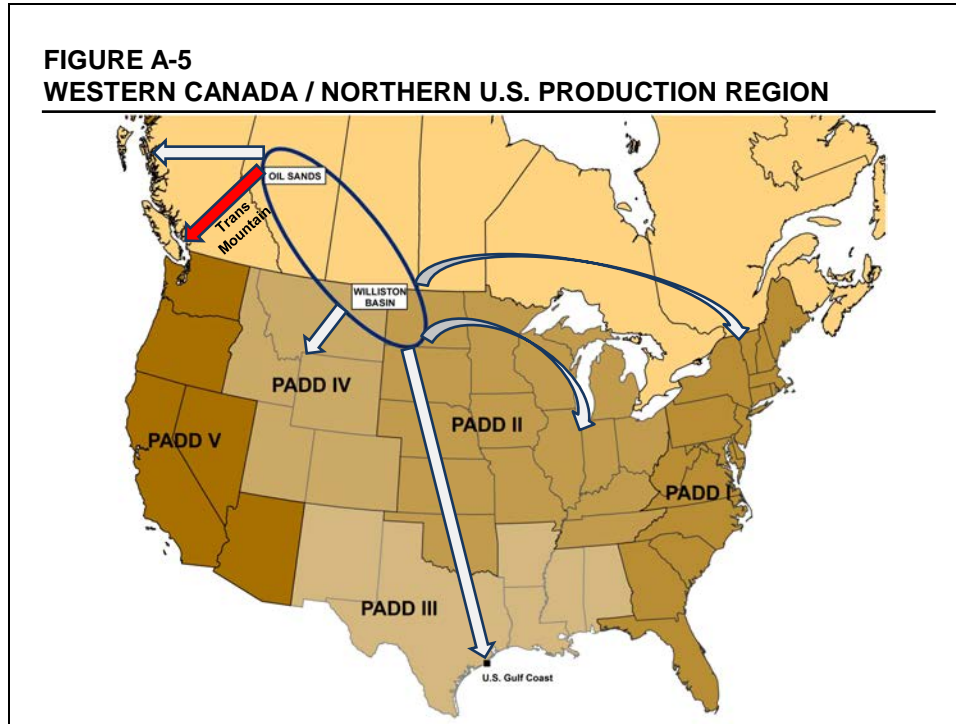 FIGURE A-5
WESTERN CANADA / NORTHERN U.S. PRODUCTION REGION
OIL SANDS
Trans
Mountain
WILLISTON
BASIN
PADD IV
PADD II
PADD V
PADD I
PADD III
U.S. Gulf Coast